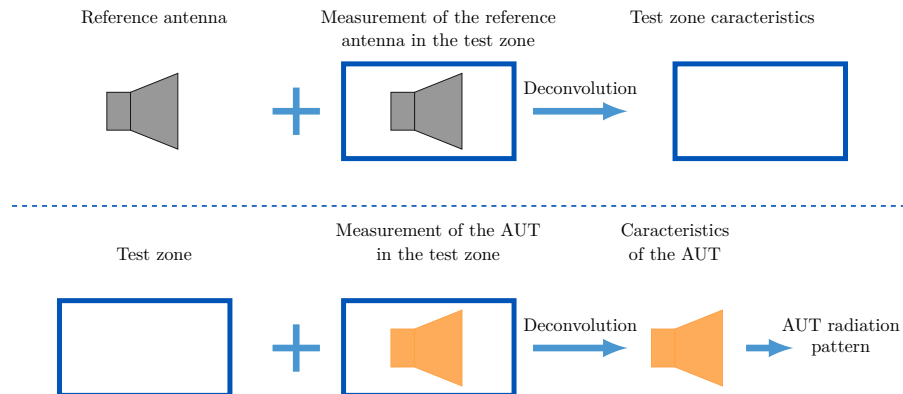 Reference antenna
Measurement of the reference
antenna in the test zone
Test zone caracteristics
Deconvolution
Test zone
Measurement of the AUT
in the test zone
Caracteristics
of the AUT
Deconvolution
AUT radiation
pattern